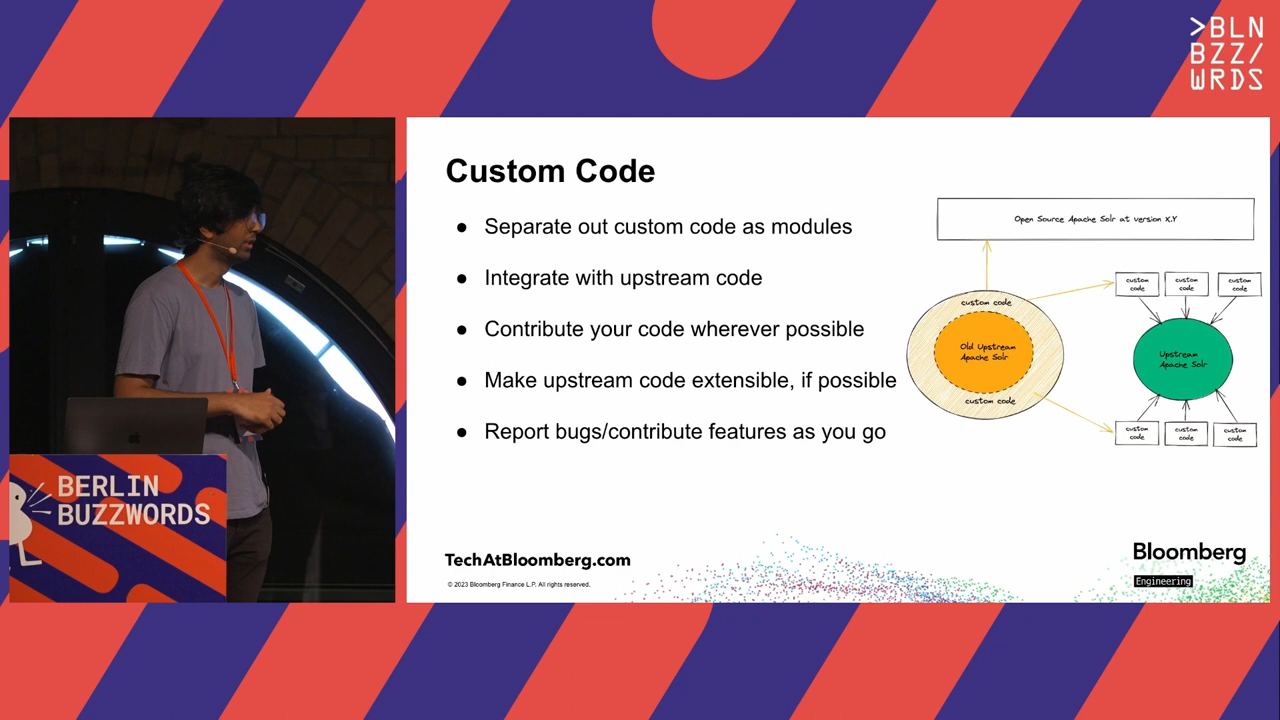 >BLN
BZZ/
WRDS
Custom Code
● Separate out custom code as modules
● Integrate with upstream code
● Contribute your code wherever possible
● Make upstream code extensible, if possible
● Report bugs/contribute features as you go
Open Source Apache Solr at version X.Y
custom code
Old Upstream
Apache Solr
custom code
custom
code
custom
code
custom
code
Upstream
Apache Solr
custom
code
custom
code
custom
code
BERLIN
BUZZWORDS
TechAtBloomberg.com
© 2023 Bloomberg Finance L.P. All rights reserved.
Bloomberg
Engineering